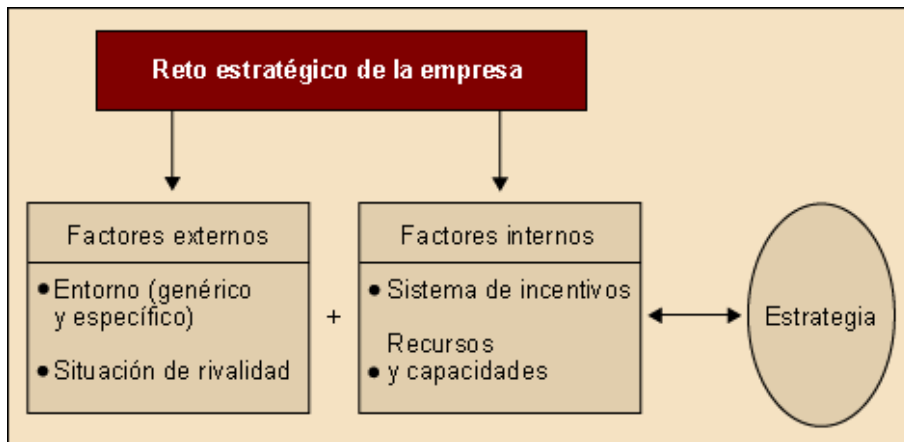 Reto estratégico de la empresa
Factores externos
• Entorno (genérico
y específico)
• Situación de rivalidad
+
Factores internos
• Sistema de incentivos
Recursos
• y capacidades
Estrategia